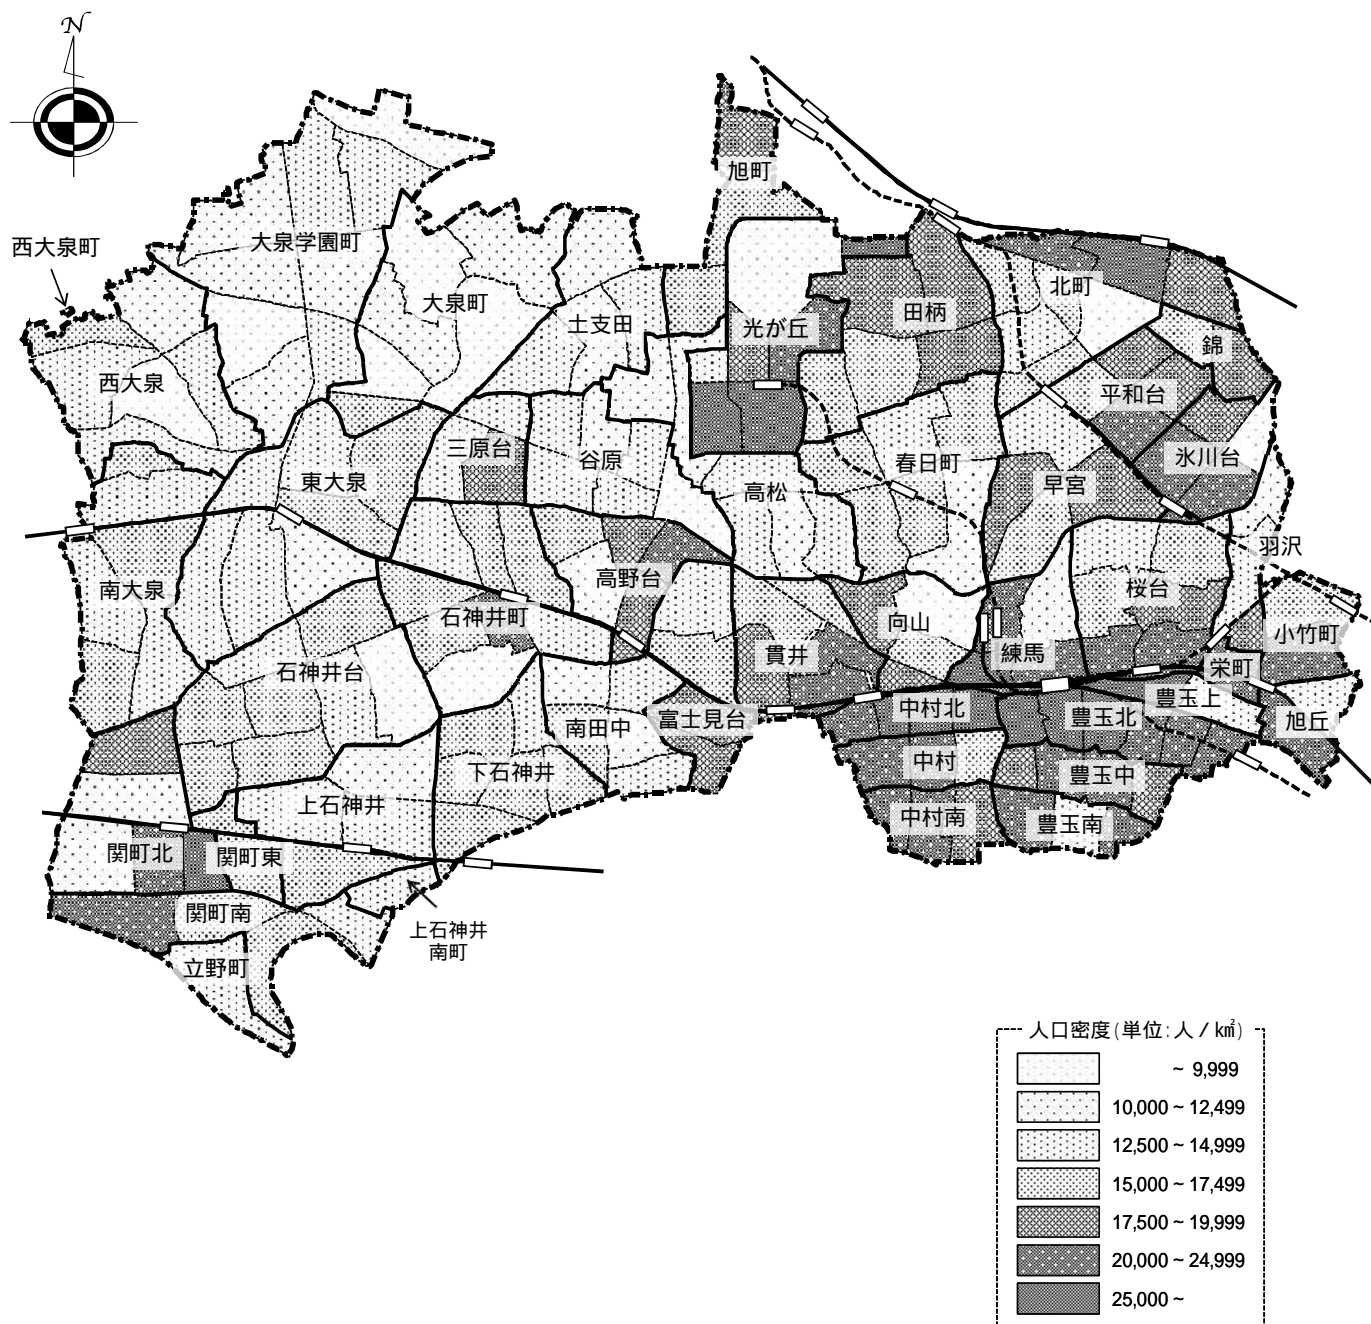 N
旭町
西大泉町
大泉学園町
大泉町
土支田
光が丘
田柄
北町
錦
平和台
西大泉
三原台
谷原
東大泉
高松
春日町
早宮
氷川台
羽沢
南大泉
高野台
石神井町
桜台
向山
小竹町
石神井台
貫井
練馬
栄町
南田中
富士見台
中村北
豊玉北
豊玉上
旭丘
下石神井
中村
豊玉中
上石神井
中村南
豊玉南
関町北
関町東
関町南
上石神井
南町
立野町
人口密度(単位:人/㎢)
~ 9,999
10,000 ~ 12,499
12,500 ~ 14,999
15,000 ~ 17,499
17,500 ~ 19,999
20,000 ~ 24,999
25,000 ~